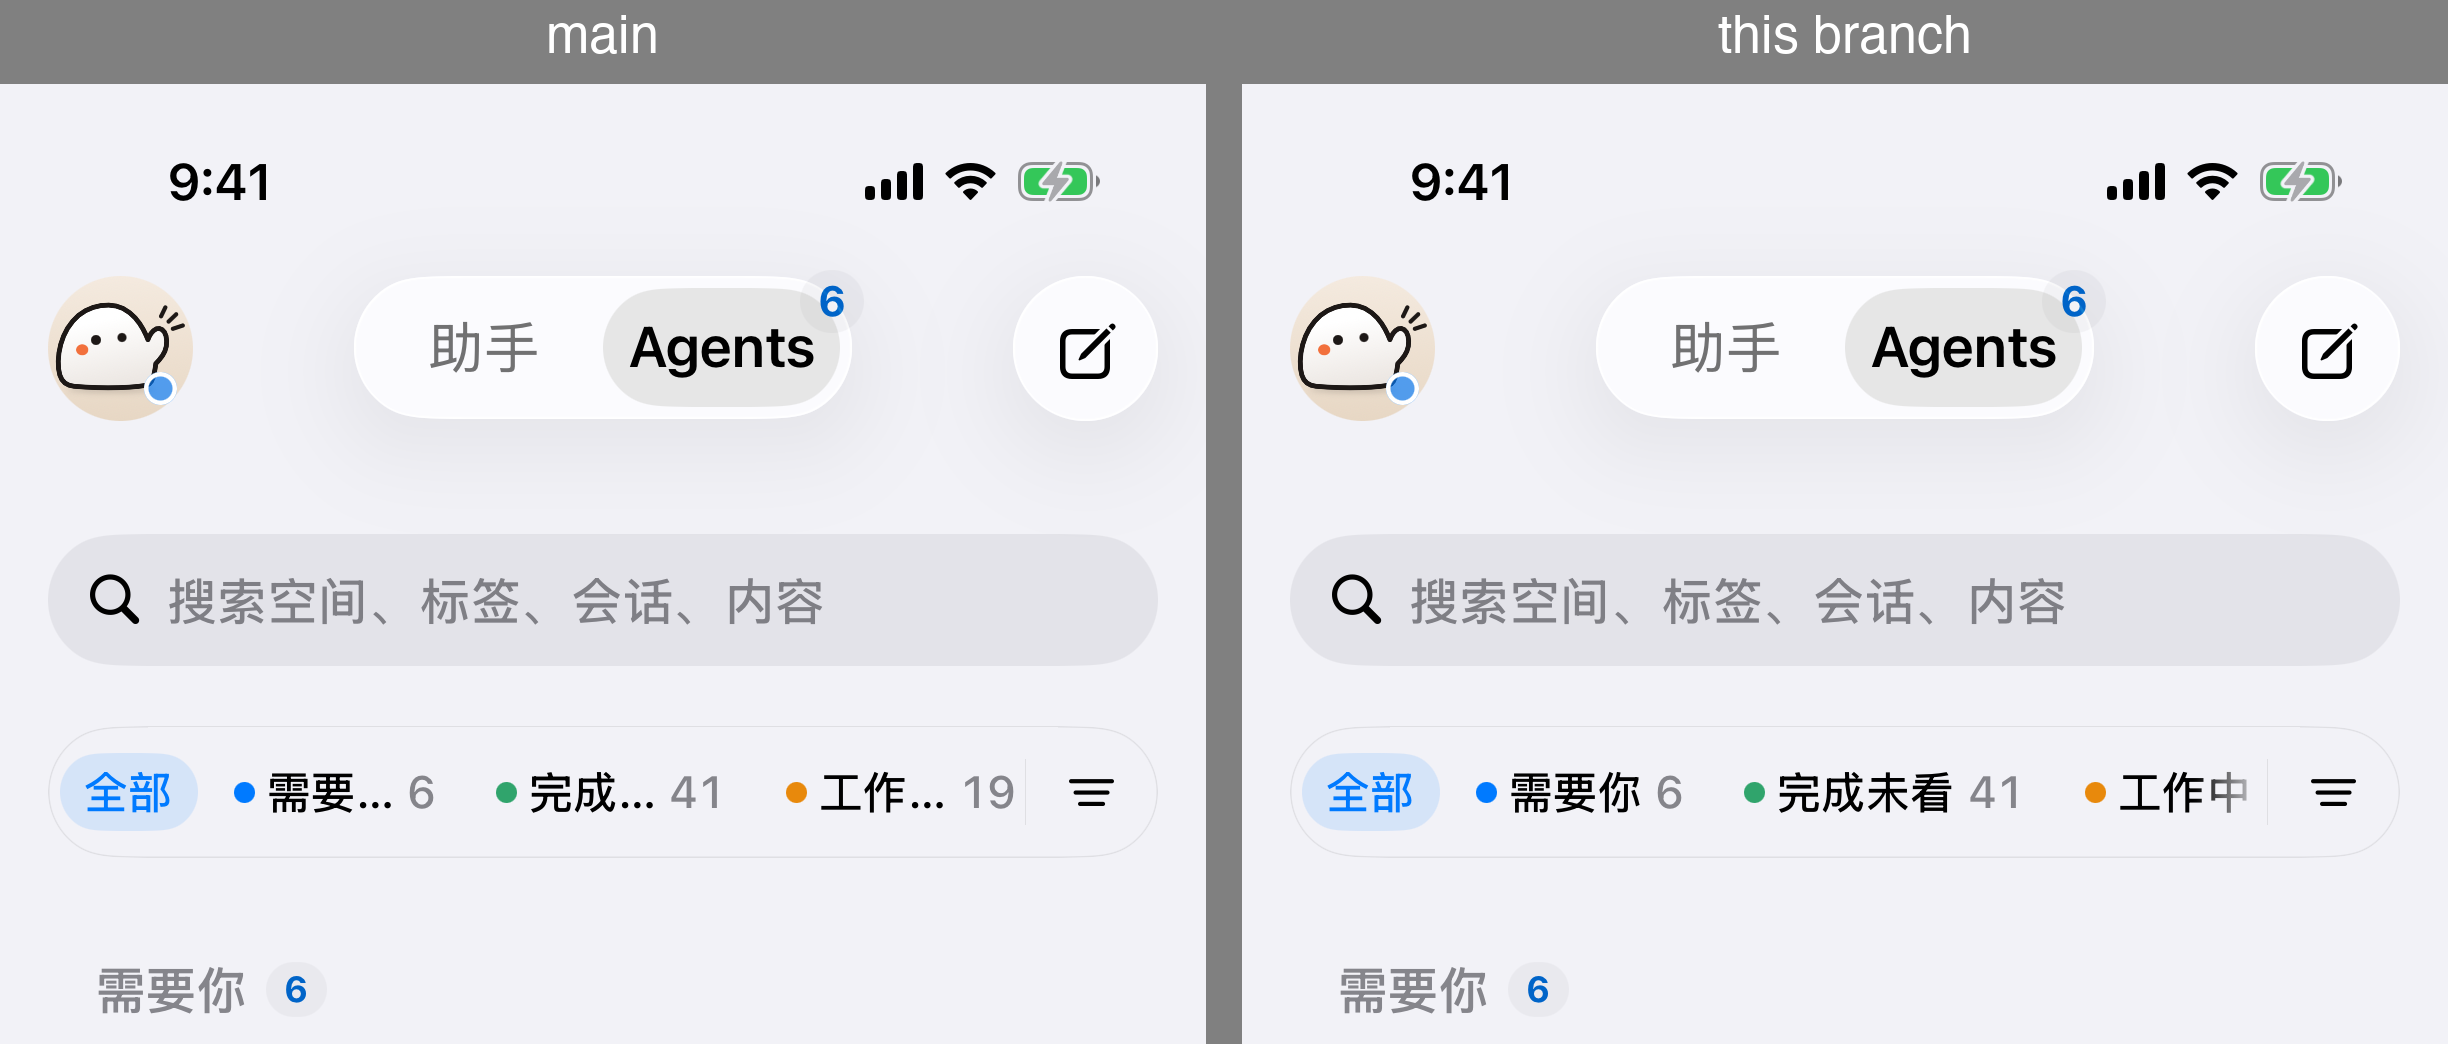 main
this branch
9:41
助手
Agents
6
搜索空间、标签、会话、内容
全部
需要... 6
完成... 41
工作... 19
需要你 6
9:41
助手
Agents
6
搜索空间、标签、会话、内容
全部
需要你 6
完成未看 41
工作中
需要你 6